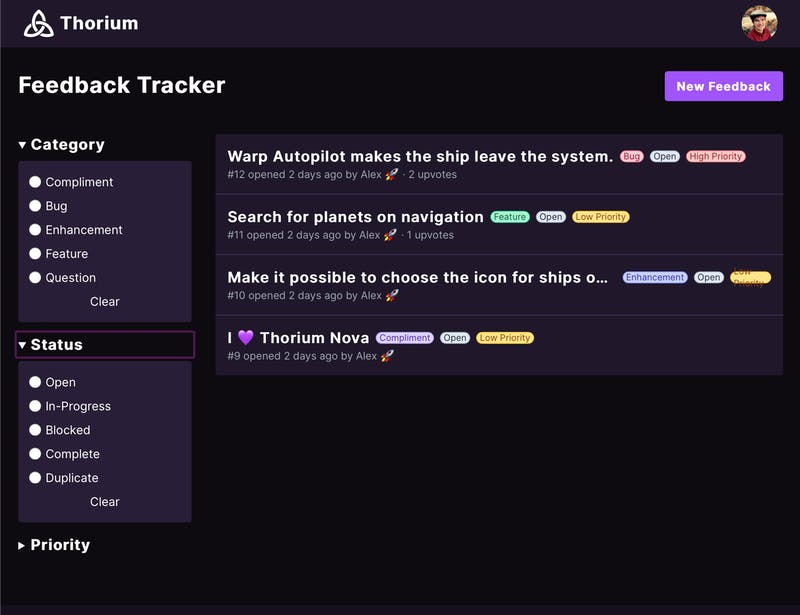 Thorium
Feedback Tracker
New Feedback
▾ Category
Compliment
Bug
Enhancement
Feature
Question
Clear
▾ Status
Open
In-Progress
Blocked
Complete
Duplicate
Clear
▸ Priority
Warp Autopilot makes the ship leave the system. Bug Open High Priority
#12 opened 2 days ago by Alex 🚀 · 2 upvotes
Search for planets on navigation Feature Open Low Priority
#11 opened 2 days ago by Alex 🚀 · 1 upvotes
Make it possible to choose the icon for ships o... Enhancement Open Low Priority
#10 opened 2 days ago by Alex 🚀
I 💜 Thorium Nova Compliment Open Low Priority
#9 opened 2 days ago by Alex 🚀